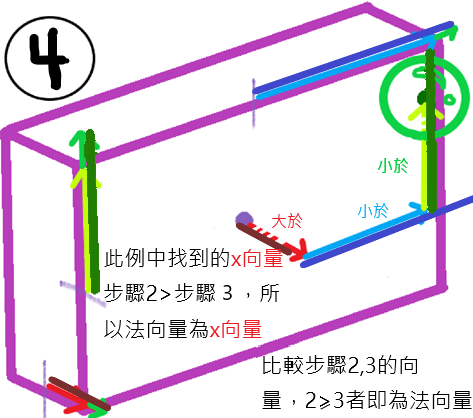 4
小於
大於
小於
此例中找到的x向量
步驟2>步驟3，所
以法向量為x向量
比較步驟2,3的向
量，2⩾3者即為法向量